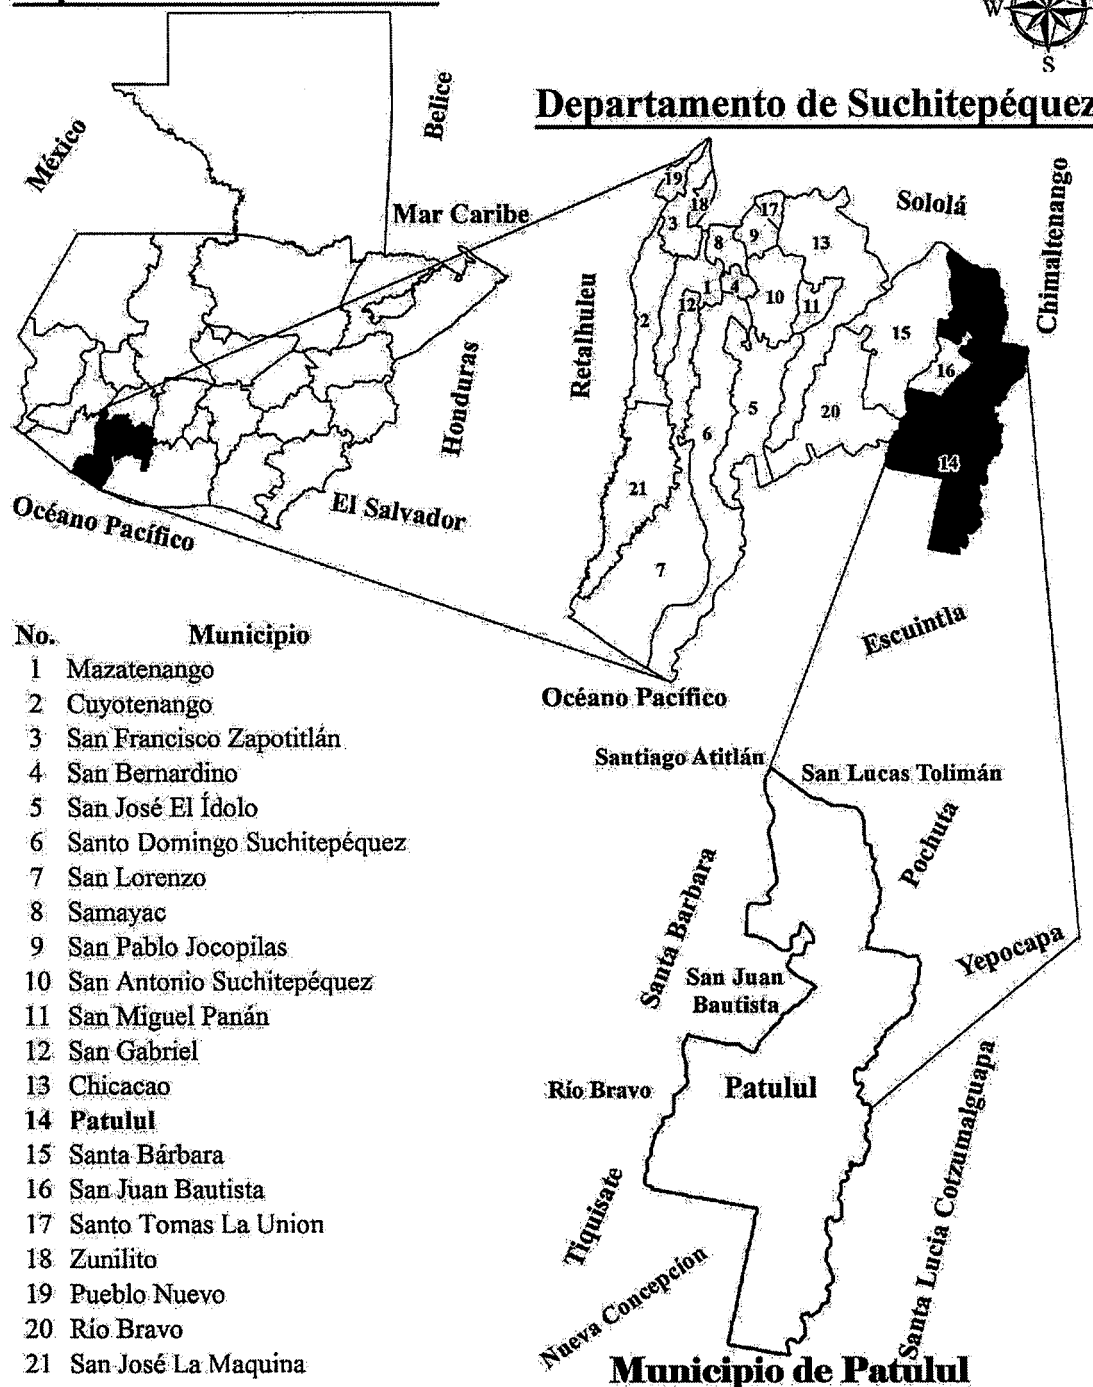 W
S
Departamento de Suchitepéquez
México
Belice
Mar Caribe
Honduras
El Salvador
Océano Pacífico
Retalhuleu
Sololá
Chimaltenango
Escuintla
Océano Pacífico
19
18
3
17
8
9
13
1
4
12
10
11
2
15
16
5
20
6
14
21
7
No. Municipio
1 Mazatenango
2 Cuyotenango
3 San Francisco Zapotitlán
4 San Bernardino
5 San José El Ídolo
6 Santo Domingo Suchitepéquez
7 San Lorenzo
8 Samayac
9 San Pablo Jocopilas
10 San Antonio Suchitepéquez
11 San Miguel Panán
12 San Gabriel
13 Chicacao
14 Patulul
15 Santa Bárbara
16 San Juan Bautista
17 Santo Tomas La Union
18 Zunilito
19 Pueblo Nuevo
20 Río Bravo
21 San José La Maquina
Santiago Atitlán
San Lucas Tolimán
Pochuta
Santa Barbara
Yepocapa
San Juan
Bautista
Río Bravo
Patulul
Tiquisate
Santa Lucia Cotzumalguapa
Nueva Concepcion
Municipio de Patulul